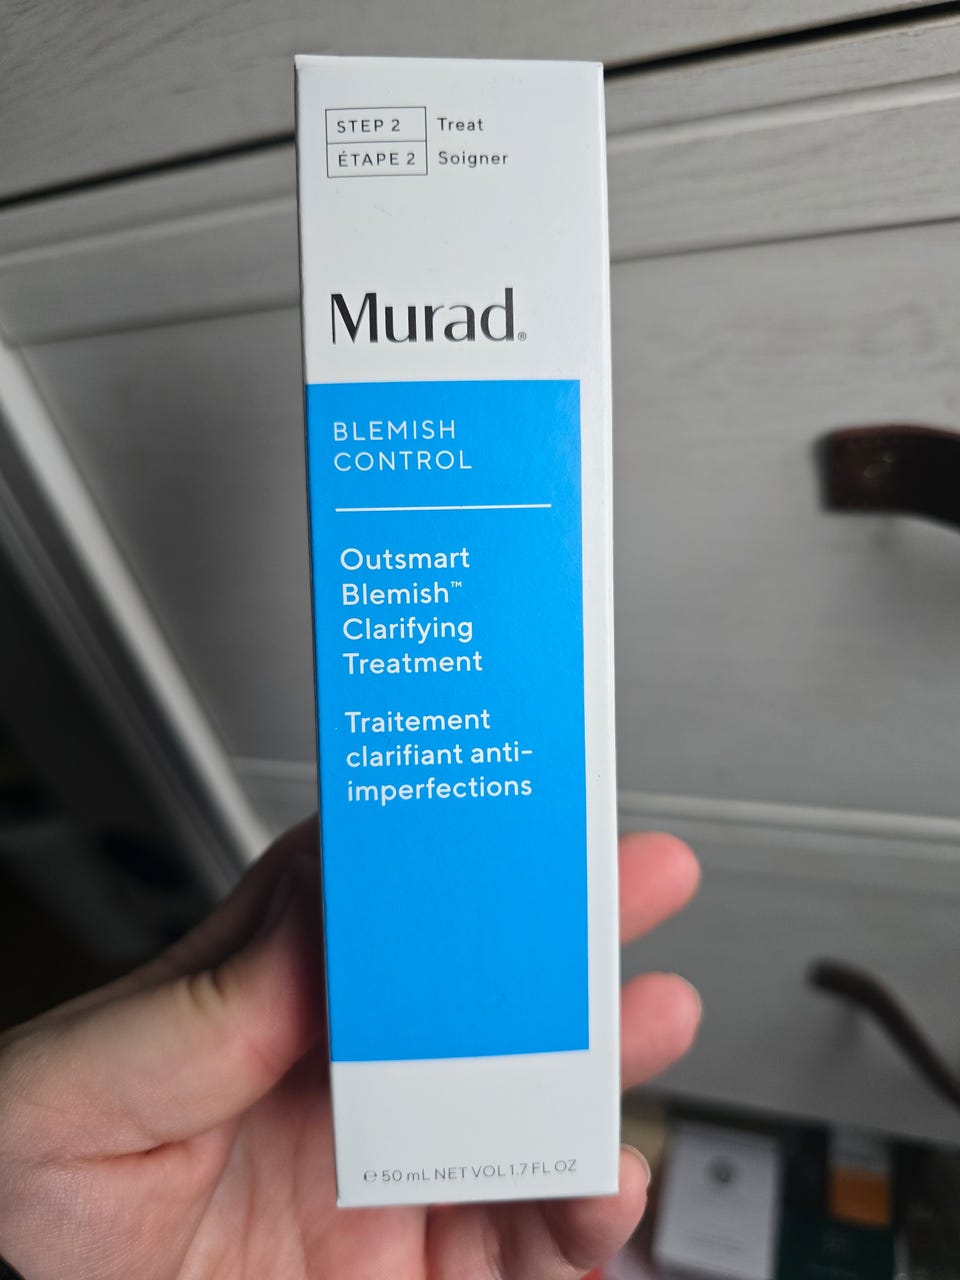 STEP 2 Treat
ÉTAPE 2 Soigner
Murad®
BLEMISH
CONTROL
Outsmart
Blemish™
Clarifying
Treatment
Traitement
clarifiant anti-
imperfections
℮ 50 mL NET VOL 1.7 FL OZ